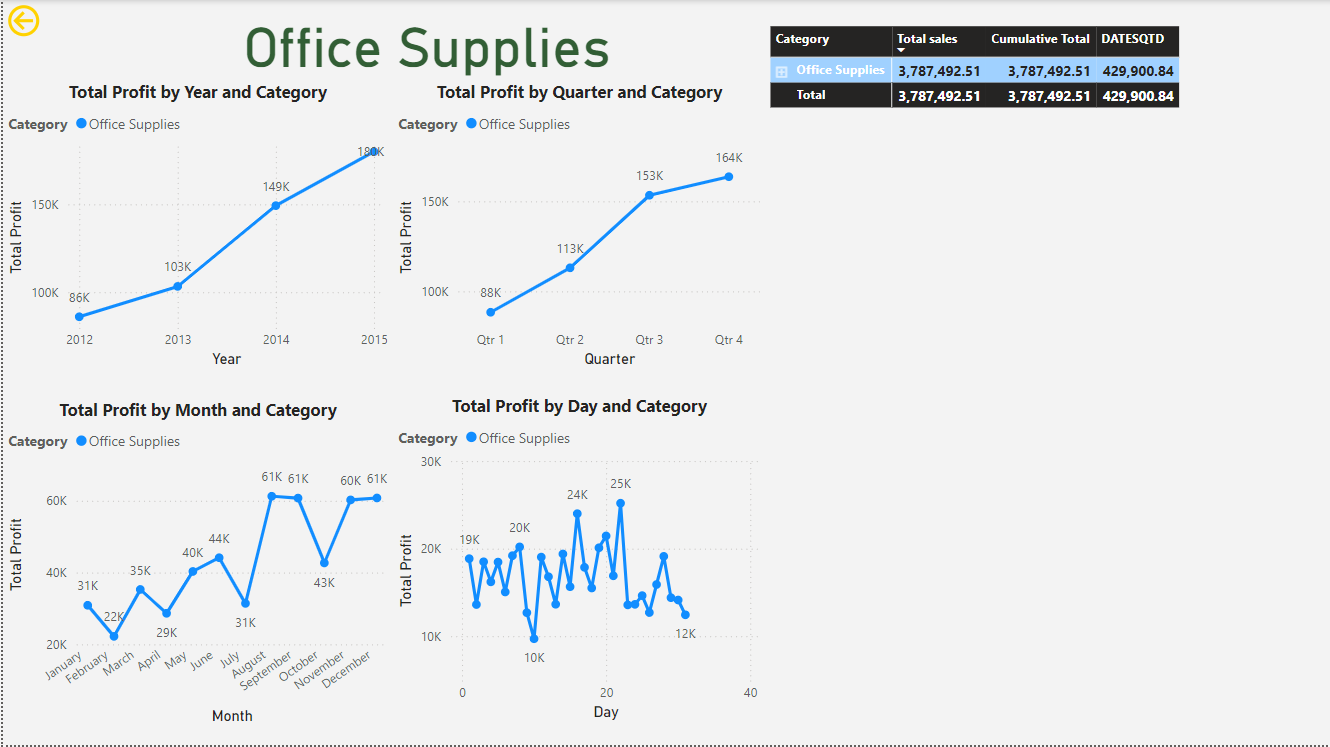 Office Supplies
Category Total sales Cumulative Total DATESQTD
Office Supplies 3,787,492.51 3,787,492.51 429,900.84
Total 3,787,492.51 3,787,492.51 429,900.84
Total Profit by Year and Category
Category Office Supplies
Total Profit
150K
100K
86K
103K
149K
180K
2012 2013 2014 2015
Year
Total Profit by Quarter and Category
Category Office Supplies
Total Profit
150K
100K
88K
113K
153K
164K
Qtr 1 Qtr 2 Qtr 3 Qtr 4
Quarter
Total Profit by Month and Category
Category Office Supplies
Total Profit
60K
40K
20K
31K
22K
35K
29K
40K
44K
31K
61K
61K
43K
60K
61K
January February March April May June July August September October November December
Month
Total Profit by Day and Category
Category Office Supplies
Total Profit
30K
20K
10K
19K
20K
10K
24K
25K
12K
0 20 40
Day